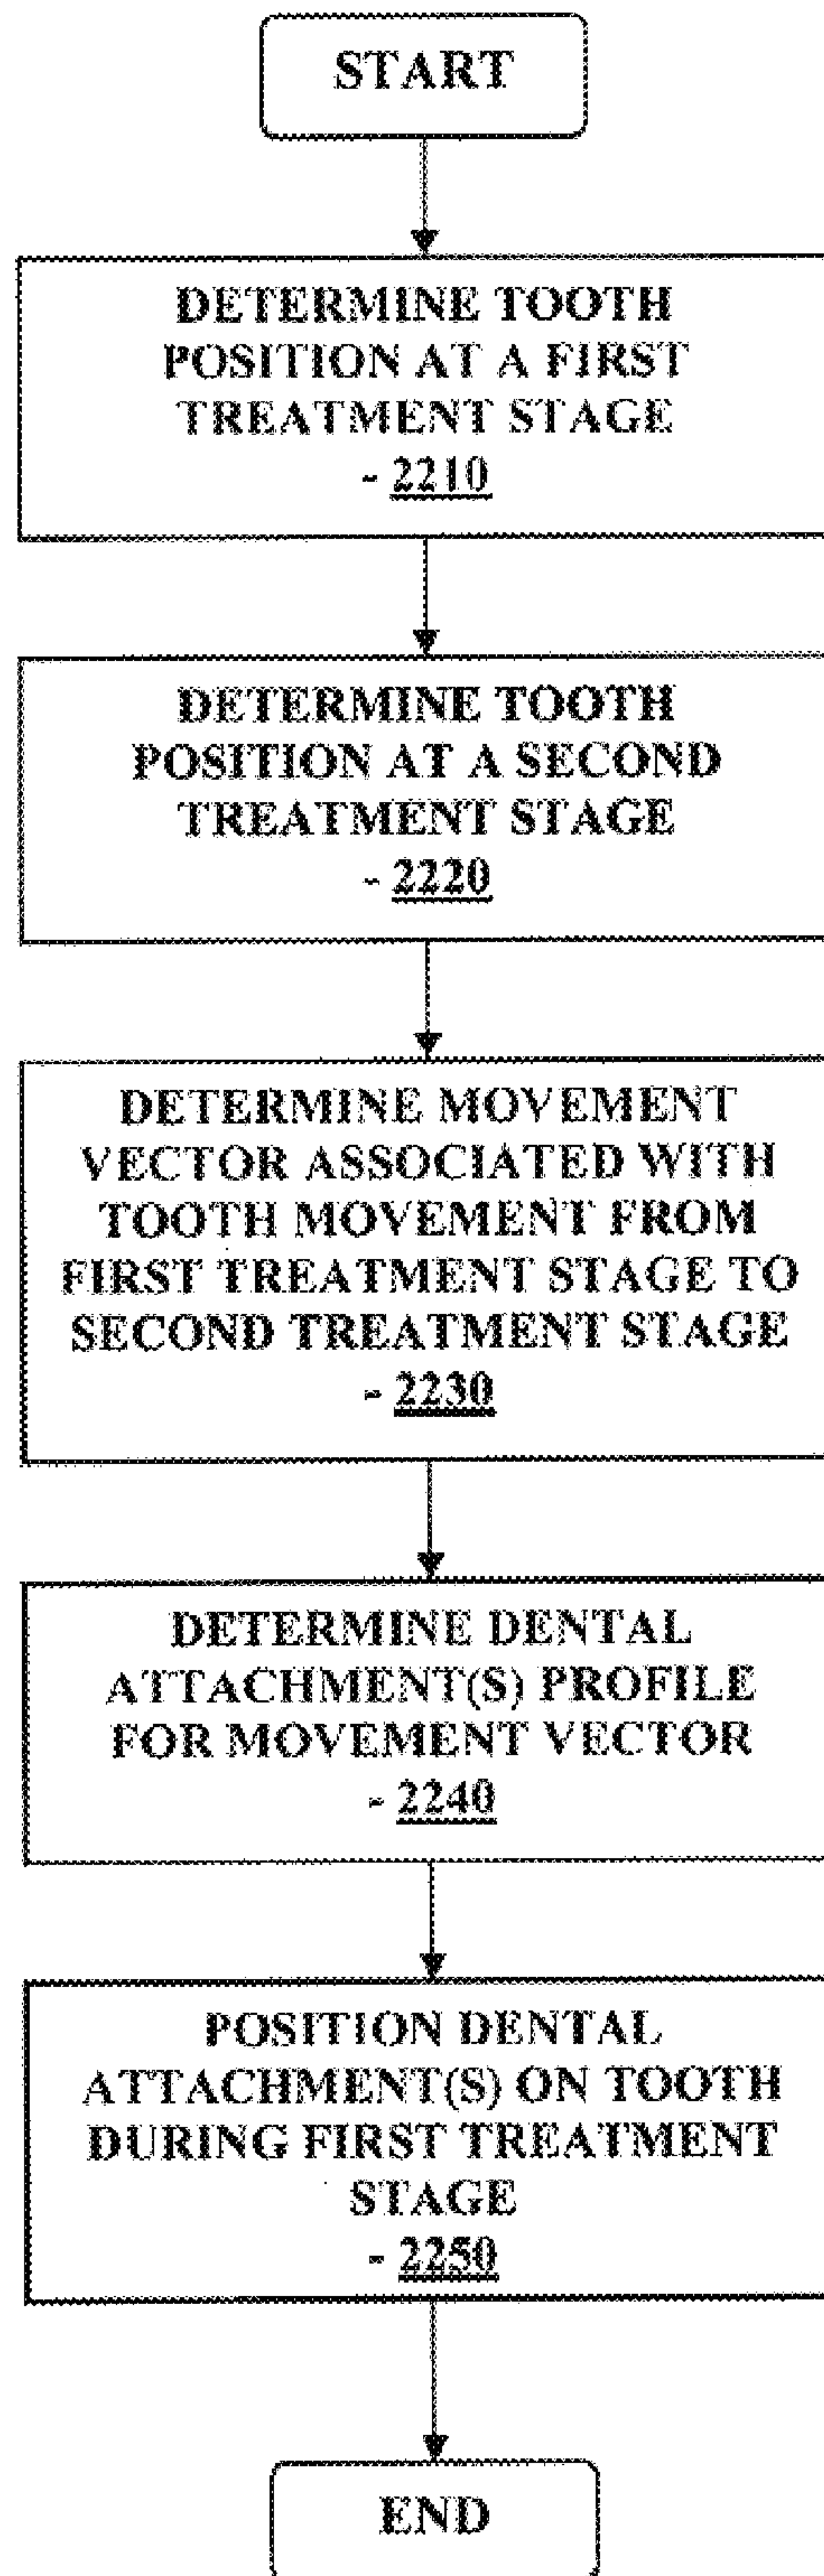 START
DETERMINE TOOTH
POSITION AT A FIRST
TREATMENT STAGE
- 2210
DETERMINE TOOTH
POSITION AT A SECOND
TREATMENT STAGE
- 2220
DETERMINE MOVEMENT
VECTOR ASSOCIATED WITH
TOOTH MOVEMENT FROM
FIRST TREATMENT STAGE TO
SECOND TREATMENT STAGE
- 2230
DETERMINE DENTAL
ATTACHMENT(S) PROFILE
FOR MOVEMENT VECTOR
- 2240
POSITION DENTAL
ATTACHMENT(S) ON TOOTH
DURING FIRST TREATMENT
STAGE
- 2250
END